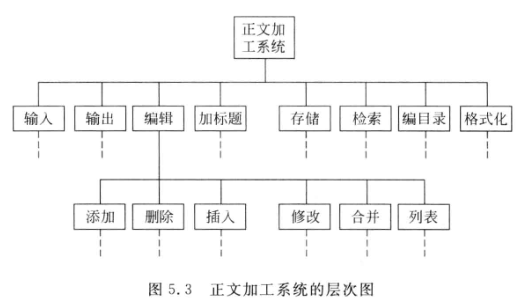 正文加
工系统
输入
输出
编辑
加标题
存储
检索
编目录
格式化
添加
删除
插入
修改
合并
列表
图 5.3 正文加工系统的层次图